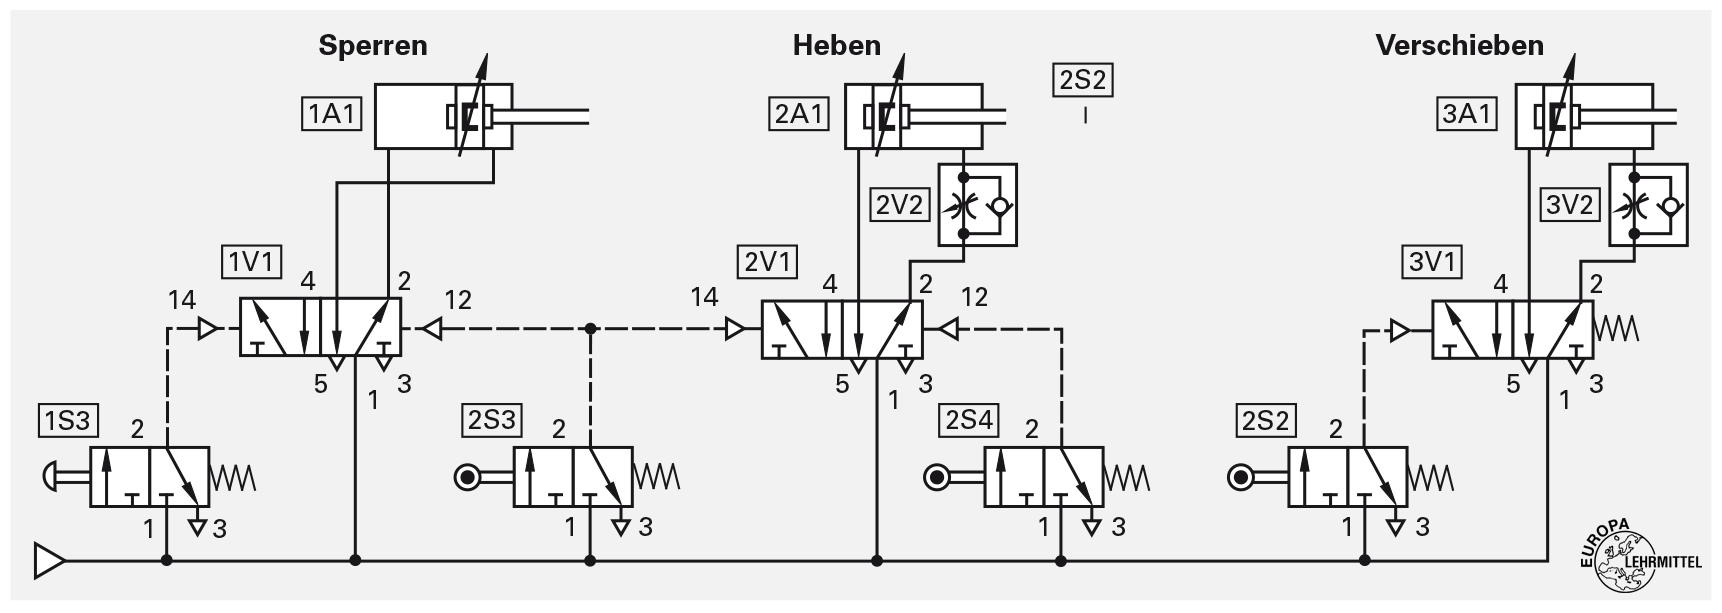 Sperren Heben Verschieben
2S2
1A1 2A1 3A1
2V2 3V2
1V1 2V1 3V1
4 2 4 2 4 2
14 12 14 12
5 1 3 5 1 3 5 1 3
1S3 2S3 2S4 2S2
2 2 2 2
1 3 1 3 1 3 1 3
EUROPA
LEHRMITTEL